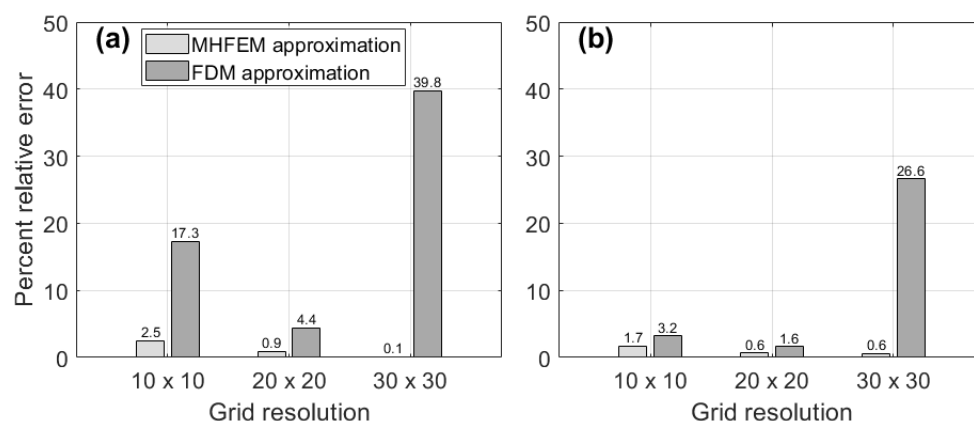 (a)
MHFEM approximation
FDM approximation
Percent relative error
50
40
30
20
10
0
2.5
17.3
0.9
4.4
0.1
39.8
10 x 10
20 x 20
30 x 30
Grid resolution
(b)
50
40
30
20
10
0
1.7
3.2
0.6
1.6
0.6
26.6
10 x 10
20 x 20
30 x 30
Grid resolution